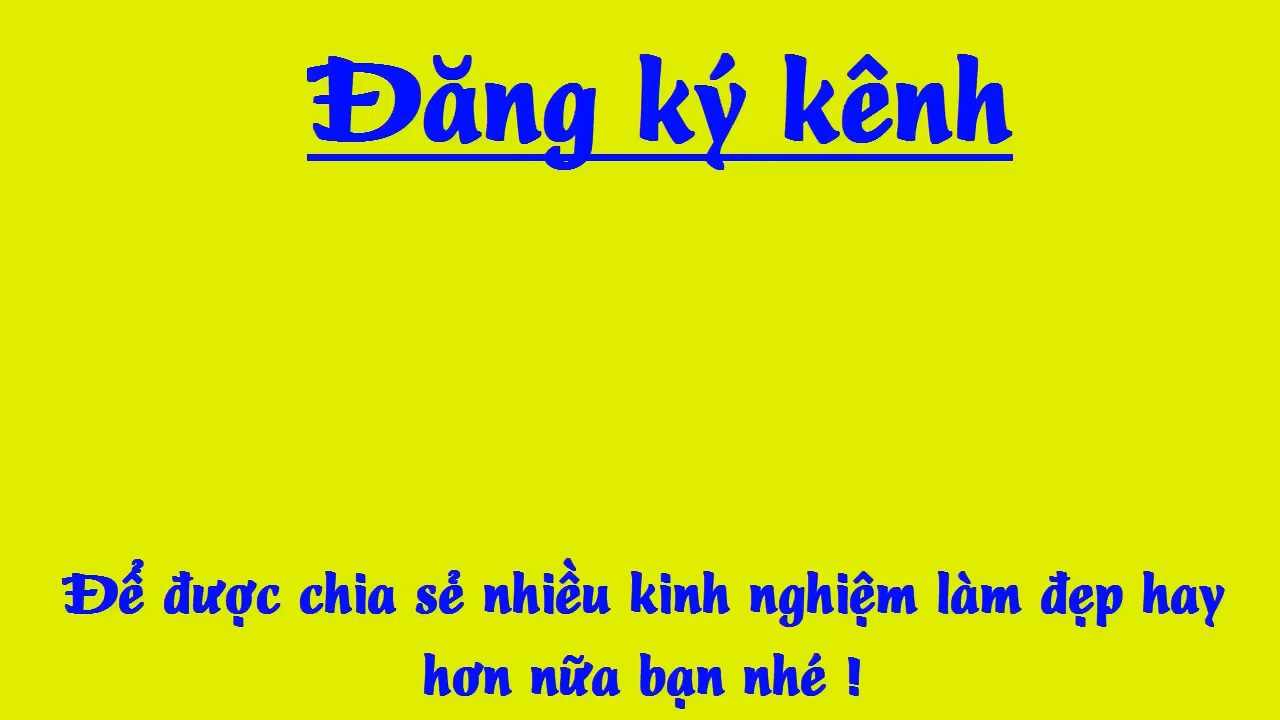 Đăng ký kênh
Để được chia sẻ nhiều kinh nghiệm làm đẹp hay
hơn nữa bạn nhé !